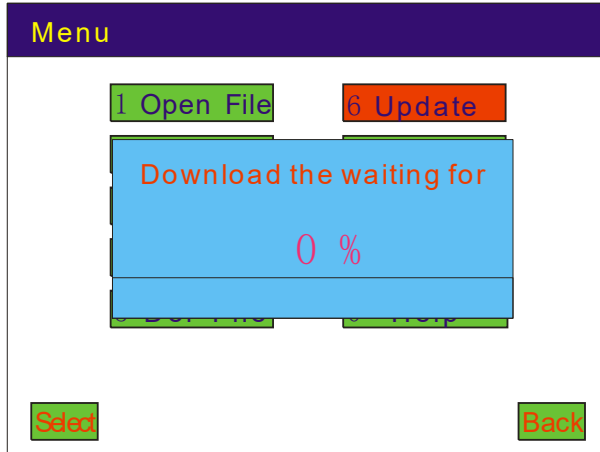 Menu
1 Open File 6 Update
Download the waiting for
0 %
Select Back